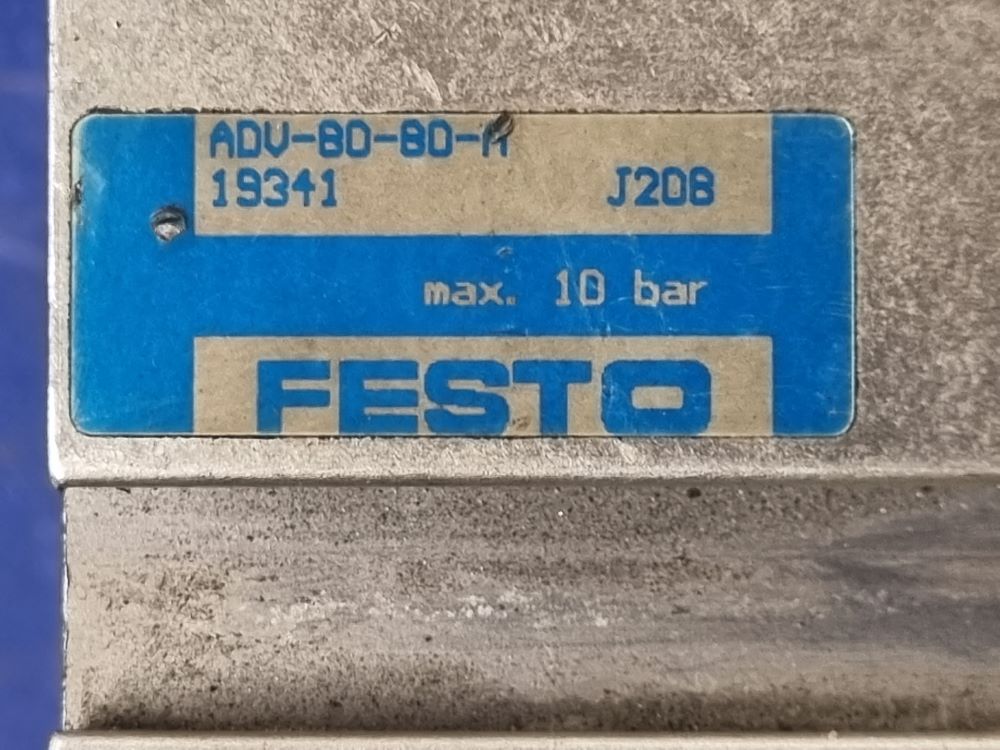 ADV-80-80-A
19341 J208
max. 10 bar
FESTO